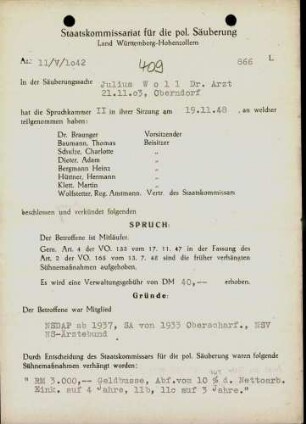 Staatskommissariat für die pol. Säuberung
Land Württemberg-Hohenzollern
Az.: 11/V/1o42
409
866 L
In der Säuberungssache Julius W o l l Dr. Arzt
21.11.o3, Oberndorf
hat die Spruchkammer II in ihrer Sitzung am 19.11.48 , an welcher
teilgenommen haben:
Dr. Braunger Vorsitzender
Baumann, Thomas Beisitzer
Schulze, Charlotte „
Dieter, Adam „
Bergmann Heinz „
Hüttner, Hermann „
Klett, Martin „
Wolfstetter, Reg. Amtmann, Vertr. des Staatskommissars
beschlossen und verkündet folgenden
SPRUCH:
Der Betroffene ist Mitläufer.
Gem. Art. 4 der VO. 133 vom 17. 11. 47 in der Fassung des
Art. 2 der VO. 165 vom 13. 7. 48 sind die früher verhängten
Sühnemaßnahmen aufgehoben.
Es wird eine Verwaltungsgebühr von DM 40,-- erhoben.
Gründe:
Der Betroffene war Mitglied
NSDAP ab 1937, SA von 1933 Oberscharf., NSV
NS-Ärztebund
Durch Entscheidung des Staatskommissars für die pol. Säuberung waren folgende
Sühnemaßnahmen verhängt worden:
" RM 3.000,-- Geldbusse, Abf.von 10 % d. Nettomrb.
Eink. auf 4 Jahre, 11b, 11c auf 3 Jahre."